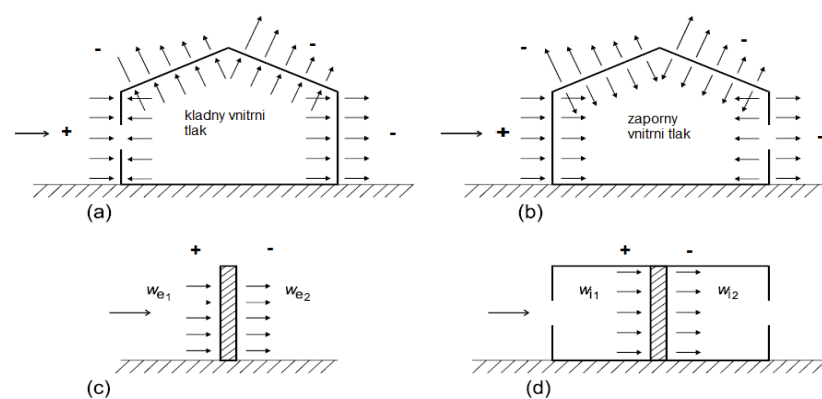 - -
kladny vnitrni
tlak
+ -
(a)
- -
zaporny
vnitrni tlak
+ -
(b)
+ -
we1 we2
(c)
+ -
wi1 wi2
(d)